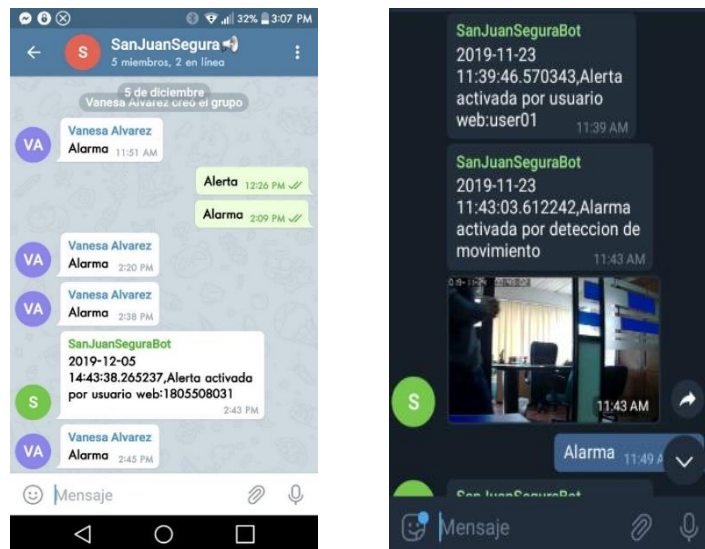 32% 3:07 PM
S
SanJuanSegura
5 miembros, 2 en línea
5 de diciembre
Vanesa Alvarez creó el grupo
VA
Vanesa Alvarez
Alarma 11:51 AM
Alerta 12:26 PM
Alarma 2:09 PM
VA
Vanesa Alvarez
Alarma 2:20 PM
VA
Vanesa Alvarez
Alarma 2:38 PM
SanJuanSeguraBot
2019-12-05
14:43:38.265237,Alerta activada
por usuario web:1805508031
S
2:43 PM
VA
Vanesa Alvarez
Alarma 2:45 PM
Mensaje
SanJuanSeguraBot
2019-11-23
11:39:46.570343,Alerta
activada por usuario
web:user01 11:39 AM
SanJuanSeguraBot
2019-11-23
11:43:03.612242,Alarma
activada por deteccion de
movimiento 11:43 AM
S
11:43 AM
Alarma 11:49 A
SanJuanSeguraBot
Mensaje